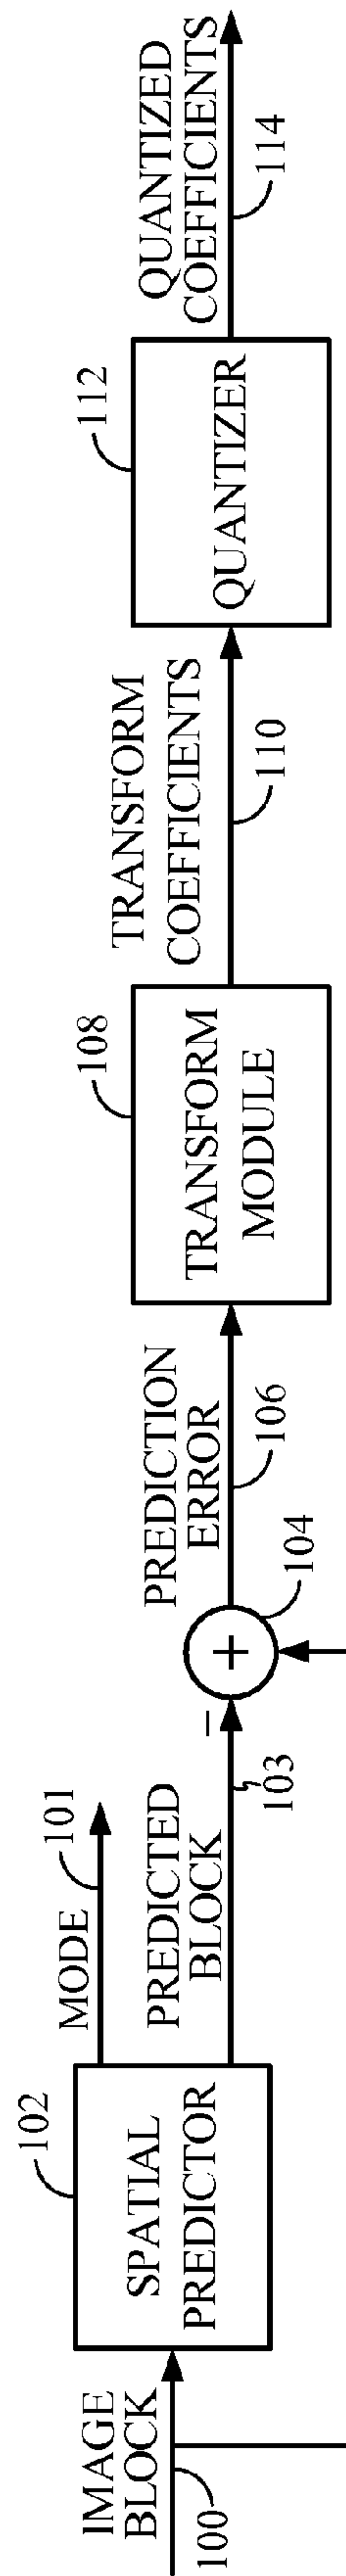 IMAGE
BLOCK
100
102
SPATIAL
PREDICTOR
MODE
101
PREDICTED
BLOCK
103
−
+
104
PREDICTION
ERROR
106
108
TRANSFORM
MODULE
TRANSFORM
COEFFICIENTS
110
112
QUANTIZER
QUANTIZED
COEFFICIENTS
114